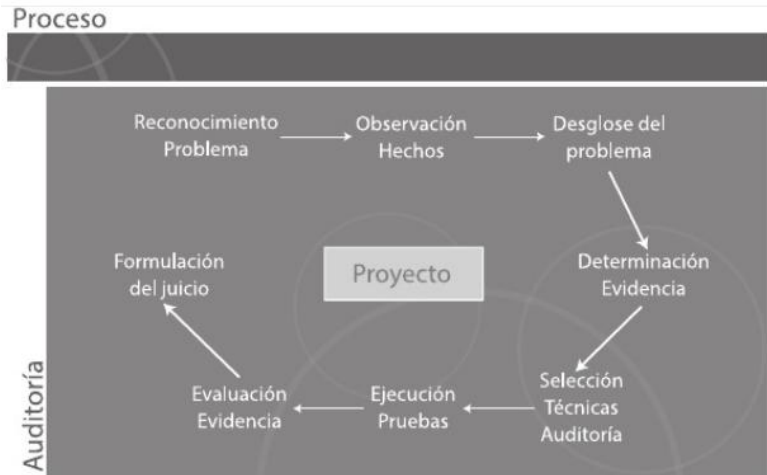 Proceso
Reconocimiento
Problema
Observación
Hechos
Desglose del
problema
Determinación
Evidencia
Selección
Técnicas
Auditoría
Ejecución
Pruebas
Evaluación
Evidencia
Formulación
del juicio
Proyecto
Auditoría